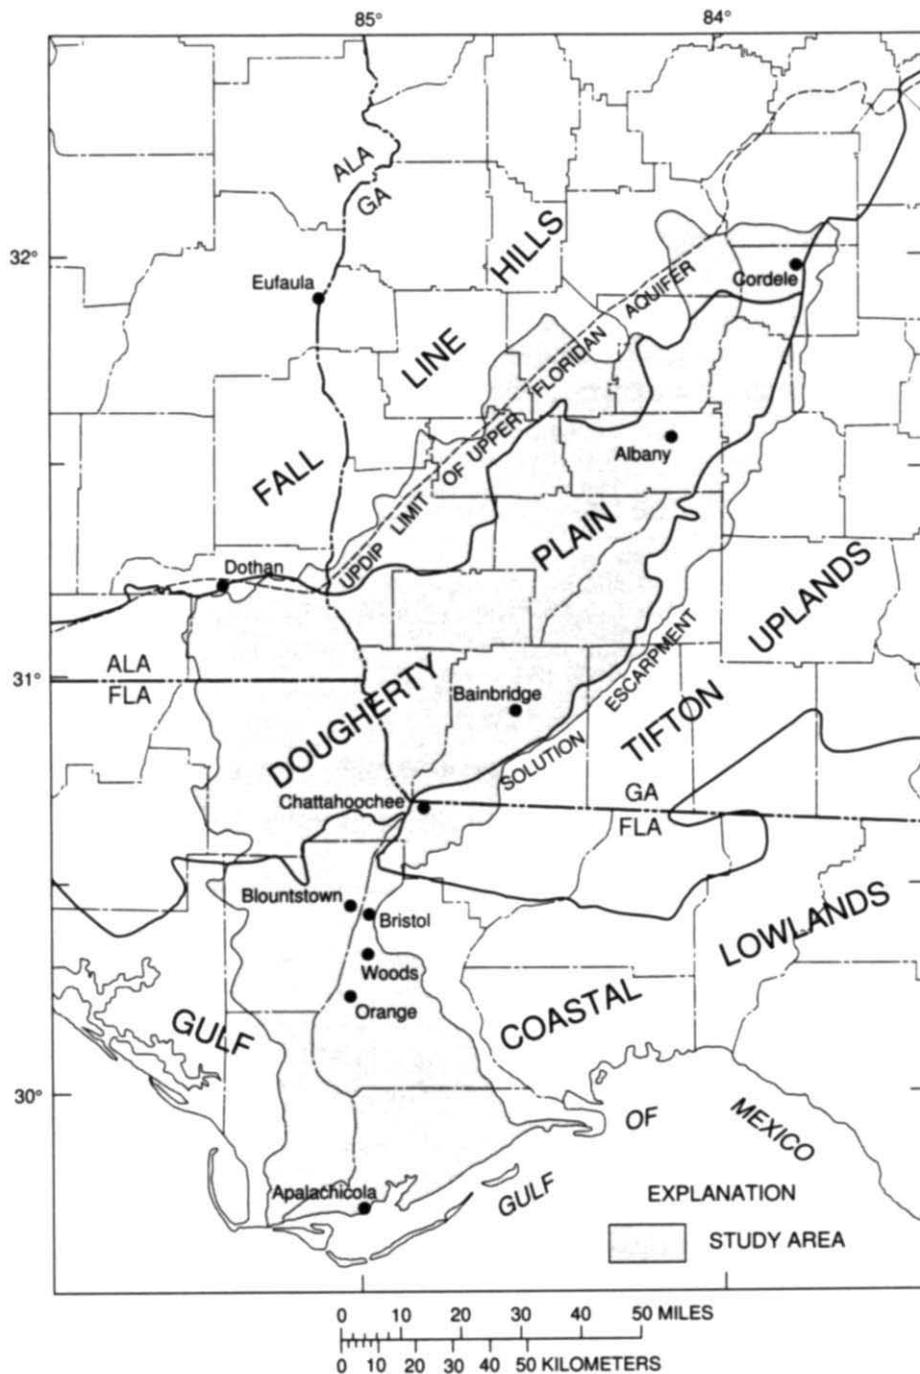 85°
84°
ALA
GA
32°
Eufaula
FALL LINE HILLS
Cordele
UPDIP LIMIT OF UPPER FLORIDAN AQUIFER
Albany
Dothan
DOUGHERTY PLAIN
ALA
FLA
31°
Bainbridge
SOLUTION ESCARPMENT
TIFTON UPLANDS
Chattahoochee
GA
FLA
Blountstown
Bristol
Woods
Orange
GULF COASTAL LOWLANDS
30°
Apalachicola
GULF OF MEXICO
EXPLANATION
STUDY AREA
0 10 20 30 40 50 MILES
0 10 20 30 40 50 KILOMETERS